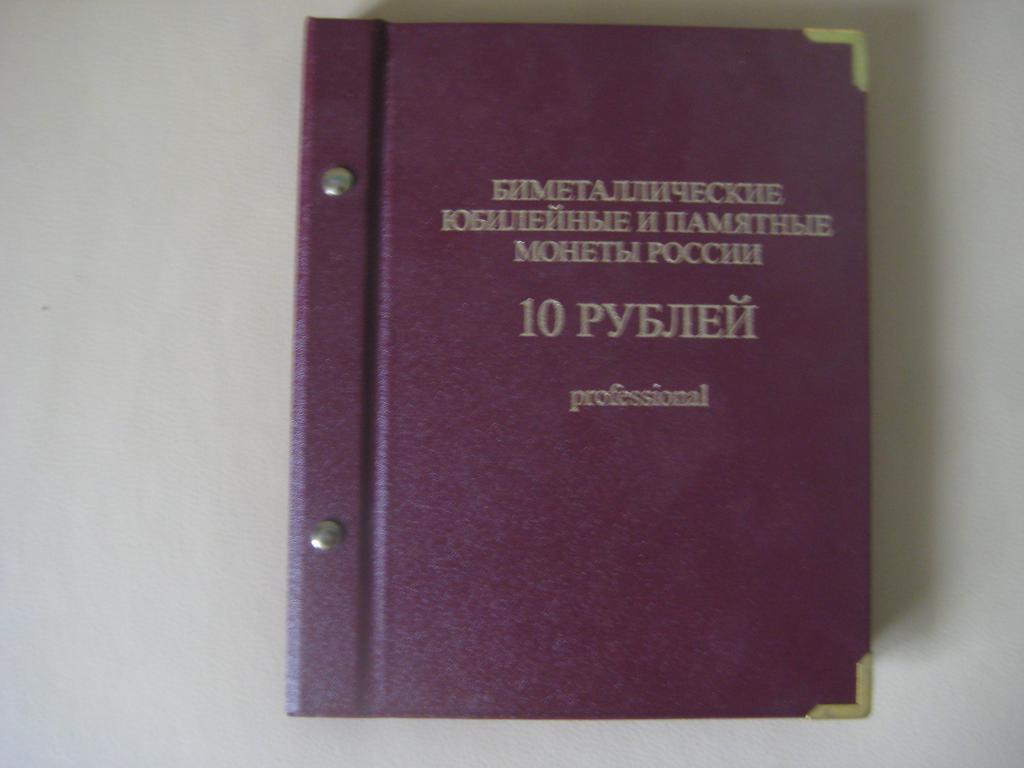 БИМЕТАЛЛИЧЕСКИЕ
ЮБИЛЕЙНЫЕ И ПАМЯТНЫЕ
МОНЕТЫ РОССИИ
10 РУБЛЕЙ
professional